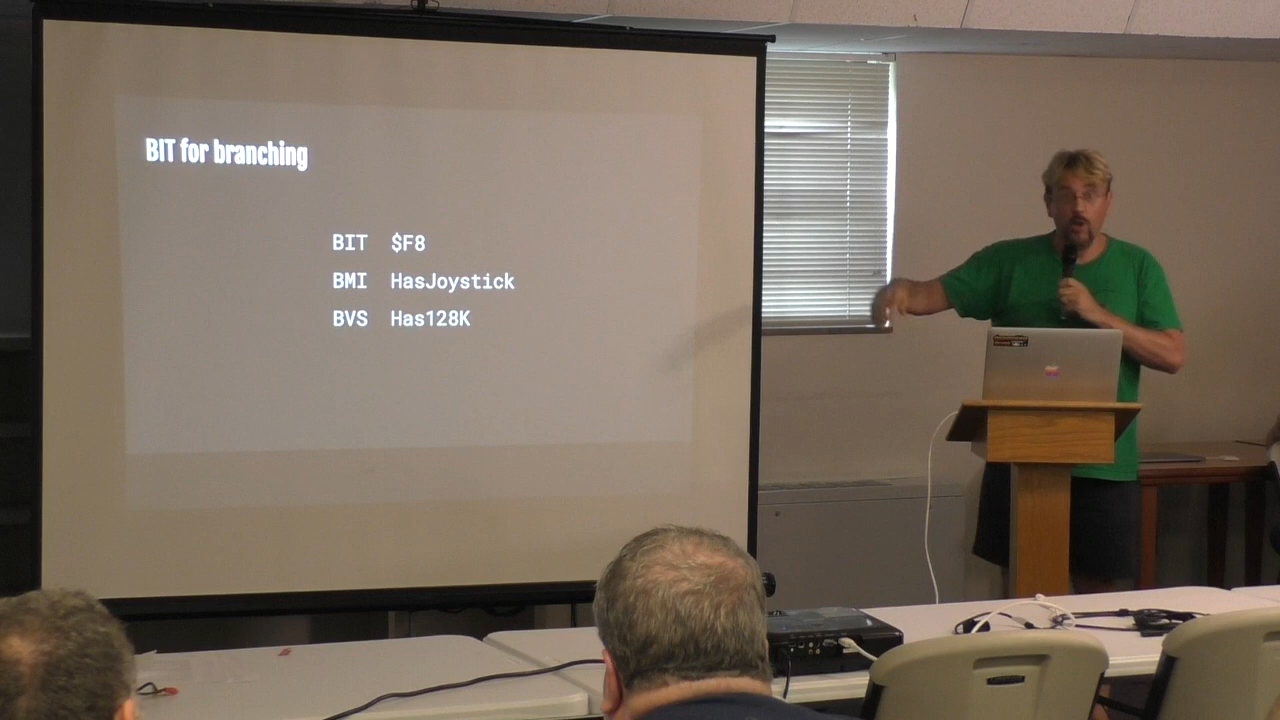 BIT for branching
BIT $F8
BMI HasJoystick
BVS Has128K